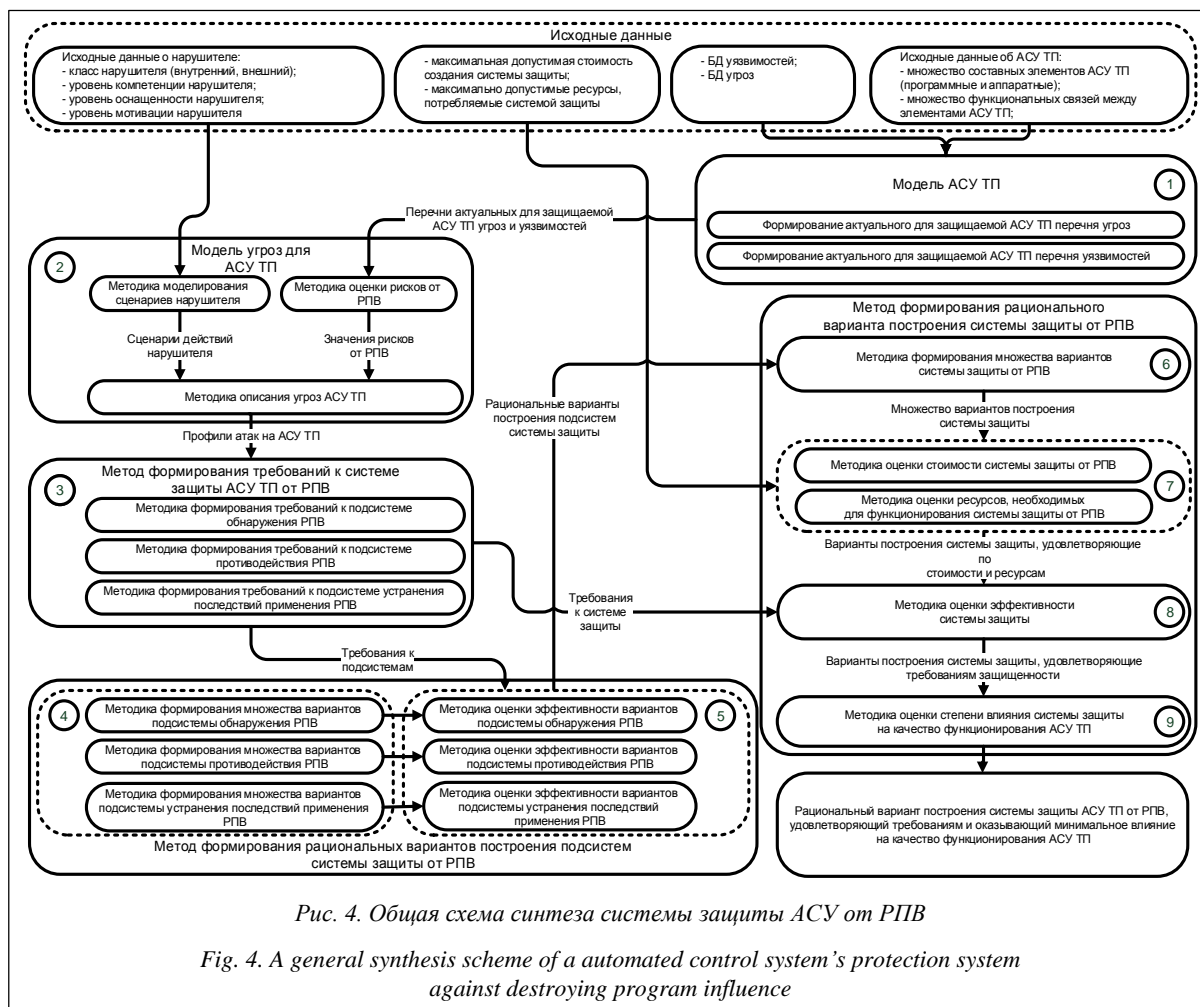 Исходные данные
Исходные данные о нарушителе:
- класс нарушителя (внутренний, внешний);
- уровень компетенции нарушителя;
- уровень оснащенности нарушителя;
- уровень мотивации нарушителя
- максимальная допустимая стоимость
создания системы защиты;
- максимально допустимые ресурсы,
потребляемые системой защиты
- БД уязвимостей;
- БД угроз
Исходные данные об АСУ ТП:
- множество составных элементов АСУ ТП
(программные и аппаратные);
- множество функциональных связей между
элементами АСУ ТП;
Модель АСУ ТП
1
Формирование актуального для защищаемой АСУ ТП перечня угроз
Формирование актуального для защищаемой АСУ ТП перечня уязвимостей
Перечни актуальных для защищаемой
АСУ ТП угроз и уязвимостей
2
Модель угроз для
АСУ ТП
Методика моделирования
сценариев нарушителя
Методика оценки рисков от
РПВ
Сценарии действий
нарушителя
Значения рисков
от РПВ
Методика описания угроз АСУ ТП
Профили атак на АСУ ТП
3
Метод формирования требований к системе
защиты АСУ ТП от РПВ
Методика формирования требований к подсистеме
обнаружения РПВ
Методика формирования требований к подсистеме
противодействия РПВ
Методика формирования требований к подсистеме устранения
последствий применения РПВ
Требования к
подсистемам
Требования
к системе
защиты
Рациональные варианты
построения подсистем
системы защиты
4
Методика формирования множества вариантов
подсистемы обнаружения РПВ
Методика формирования множества вариантов
подсистемы противодействия РПВ
Методика формирования множества вариантов
подсистемы устранения последствий применения
РПВ
5
Методика оценки эффективности вариантов
подсистемы обнаружения РПВ
Методика оценки эффективности вариантов
подсистемы противодействия РПВ
Методика оценки эффективности вариантов
подсистемы устранения последствий
применения РПВ
Метод формирования рациональных вариантов построения подсистем
системы защиты от РПВ
Метод формирования рационального
варианта построения системы защиты от РПВ
Методика формирования множества вариантов
системы защиты от РПВ
6
Множество вариантов построения
системы защиты
Методика оценки стоимости системы защиты от РПВ
Методика оценки ресурсов, необходимых
для функционирования системы защиты от РПВ
7
Варианты построения системы защиты, удовлетворяющие
по
стоимости и ресурсам
Методика оценки эффективности
системы защиты
8
Варианты построения системы защиты, удовлетворяющие
требованиям защищенности
Методика оценки степени влияния системы защиты
на качество функционирования АСУ ТП
9
Рациональный вариант построения системы защиты АСУ ТП от РПВ,
удовлетворяющий требованиям и оказывающий минимальное влияние
на качество функционирования АСУ ТП
Рис. 4. Общая схема синтеза системы защиты АСУ от РПВ
Fig. 4. A general synthesis scheme of a automated control system’s protection system
against destroying program influence